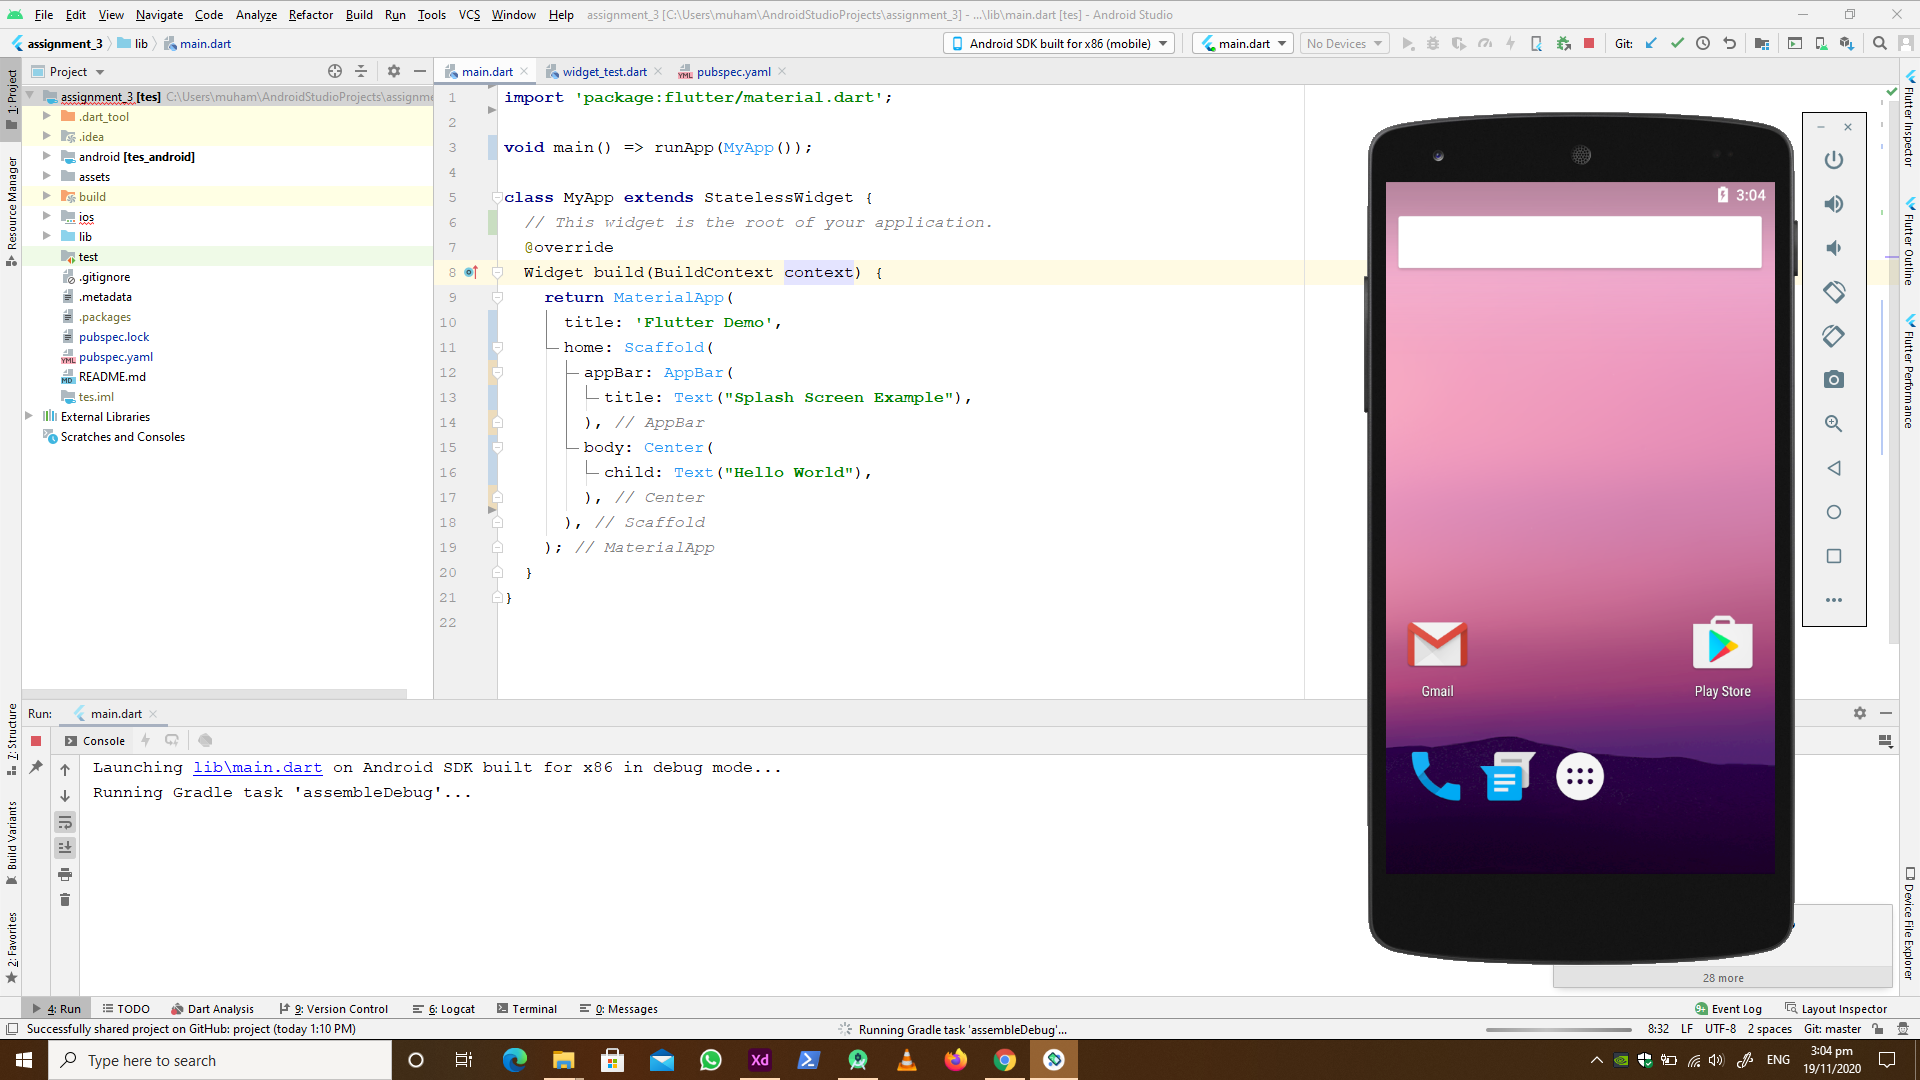 File Edit View Navigate Code Analyze Refactor Build Run Tools VCS Window Help assignment_3 [C:\Users\muham\AndroidStudioProjects\assignment_3] - ...\lib\main.dart [tes] - Android Studio
assignment_3 lib main.dart Android SDK built for x86 (mobile) main.dart No Devices Git:
Project main.dart widget_test.dart pubspec.yaml
assignment_3 [tes] C:\Users\muham\AndroidStudioProjects\assignme
.dart_tool
.idea
android [tes_android]
assets
build
ios
lib
test
.gitignore
.metadata
.packages
pubspec.lock
pubspec.yaml
README.md
tes.iml
External Libraries
Scratches and Consoles
1: Project
Resource Manager
7: Structure
Build Variants
2: Favorites
1 import 'package:flutter/material.dart';
2
3 void main() => runApp(MyApp());
4
5 class MyApp extends StatelessWidget {
6 // This widget is the root of your application.
7 @override
8 Widget build(BuildContext context) {
9 return MaterialApp(
10 title: 'Flutter Demo',
11 home: Scaffold(
12 appBar: AppBar(
13 title: Text("Splash Screen Example"),
14 ), // AppBar
15 body: Center(
16 child: Text("Hello World"),
17 ), // Center
18 ), // Scaffold
19 ); // MaterialApp
20 }
21 }
22
3:04
Gmail
Play Store
Flutter Inspector
Flutter Outline
Flutter Performance
Device File Explorer
Run: main.dart
Console
Launching lib\main.dart on Android SDK built for x86 in debug mode...
Running Gradle task 'assembleDebug'...
28 more
4: Run TODO Dart Analysis 9: Version Control 6: Logcat Terminal 0: Messages Event Log Layout Inspector
Successfully shared project on GitHub: project (today 1:10 PM) Running Gradle task 'assembleDebug'... 8:32 LF UTF-8 2 spaces Git: master
Type here to search Xd ENG 3:04 pm
19/11/2020